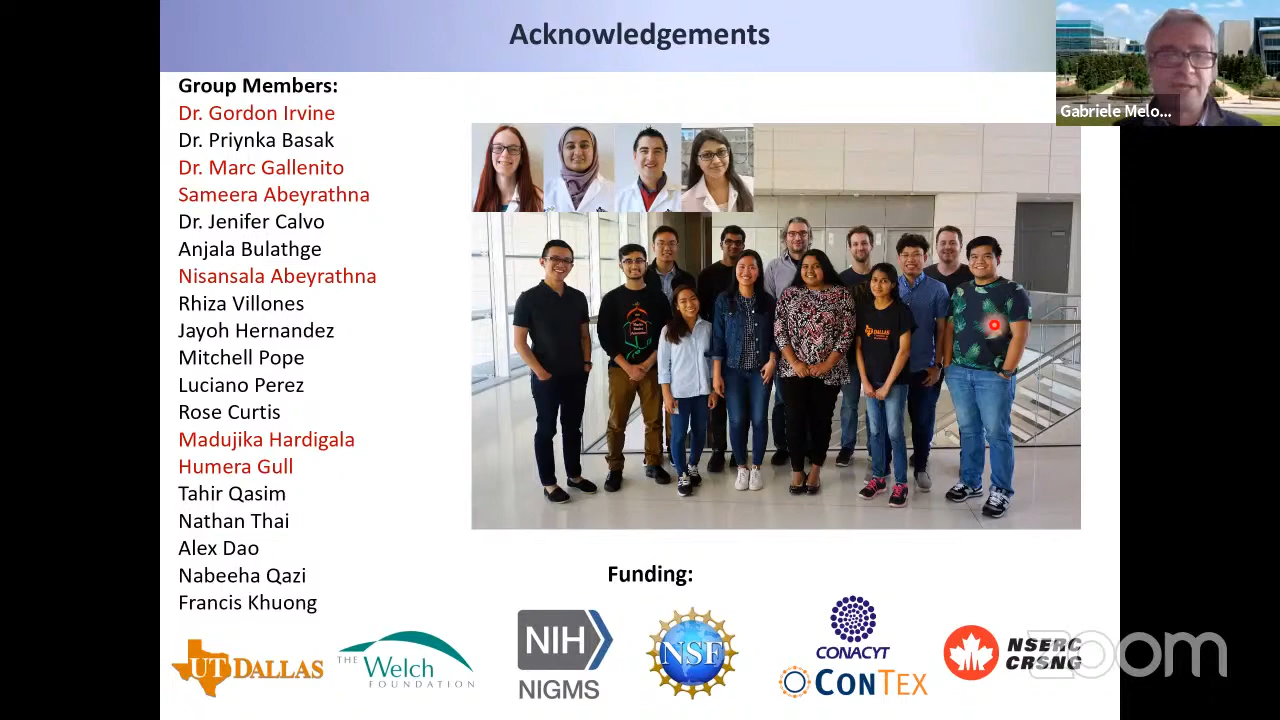 Acknowledgements
Gabriele Melo...
Group Members:
Dr. Gordon Irvine
Dr. Priynka Basak
Dr. Marc Gallenito
Sameera Abeyrathna
Dr. Jenifer Calvo
Anjala Bulathge
Nisansala Abeyrathna
Rhiza Villones
Jayoh Hernandez
Mitchell Pope
Luciano Perez
Rose Curtis
Madujika Hardigala
Humera Gull
Tahir Qasim
Nathan Thai
Alex Dao
Nabeeha Qazi
Francis Khuong
UT DALLAS
Funding:
UT DALLAS
THE Welch
FOUNDATION
NIH
NIGMS
NSF
CONACYT
CONTEX
NSERC
CRSNG
zoom